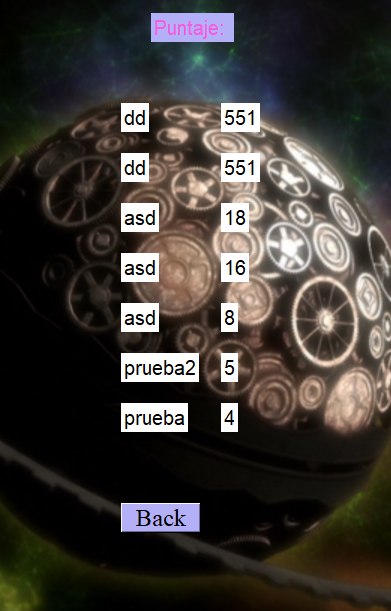 Puntaje:
dd 551
dd 551
asd 18
asd 16
asd 8
prueba2 5
prueba 4
Back